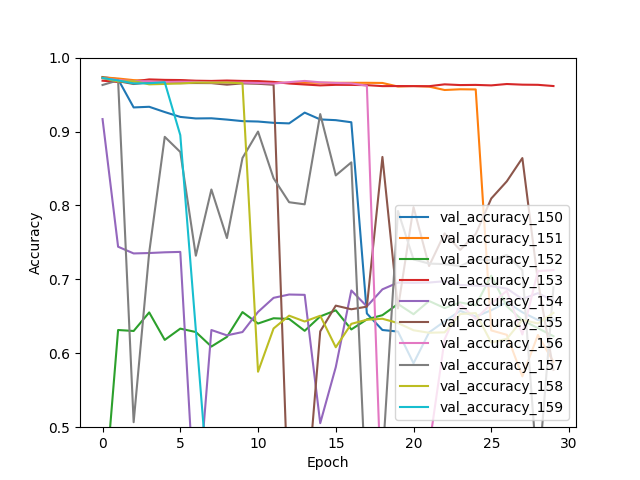 1.0
0.9
0.8
0.7
0.6
0.5
Accuracy
0 5 10 15 20 25 30
Epoch
val_accuracy_150
val_accuracy_151
val_accuracy_152
val_accuracy_153
val_accuracy_154
val_accuracy_155
val_accuracy_156
val_accuracy_157
val_accuracy_158
val_accuracy_159